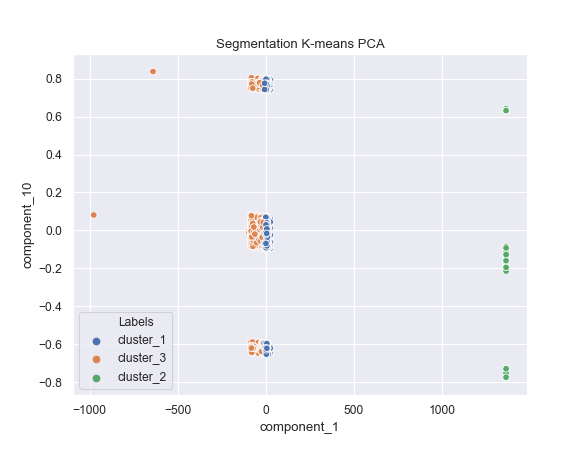 Segmentation K-means PCA
0.8
0.6
0.4
0.2
0.0
−0.2
−0.4
−0.6
−0.8
component_10
Labels
cluster_1
cluster_3
cluster_2
−1000
−500
0
500
1000
component_1